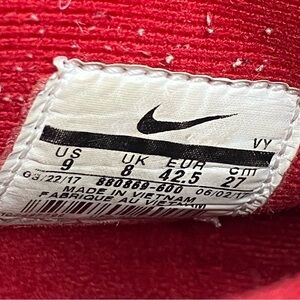 VY
US UK EUR cm
9 8 42.5 27
03/22/17 880869-600 06/02/17
MADE IN VIETNAM
FABRIQUE AU VIETNAM